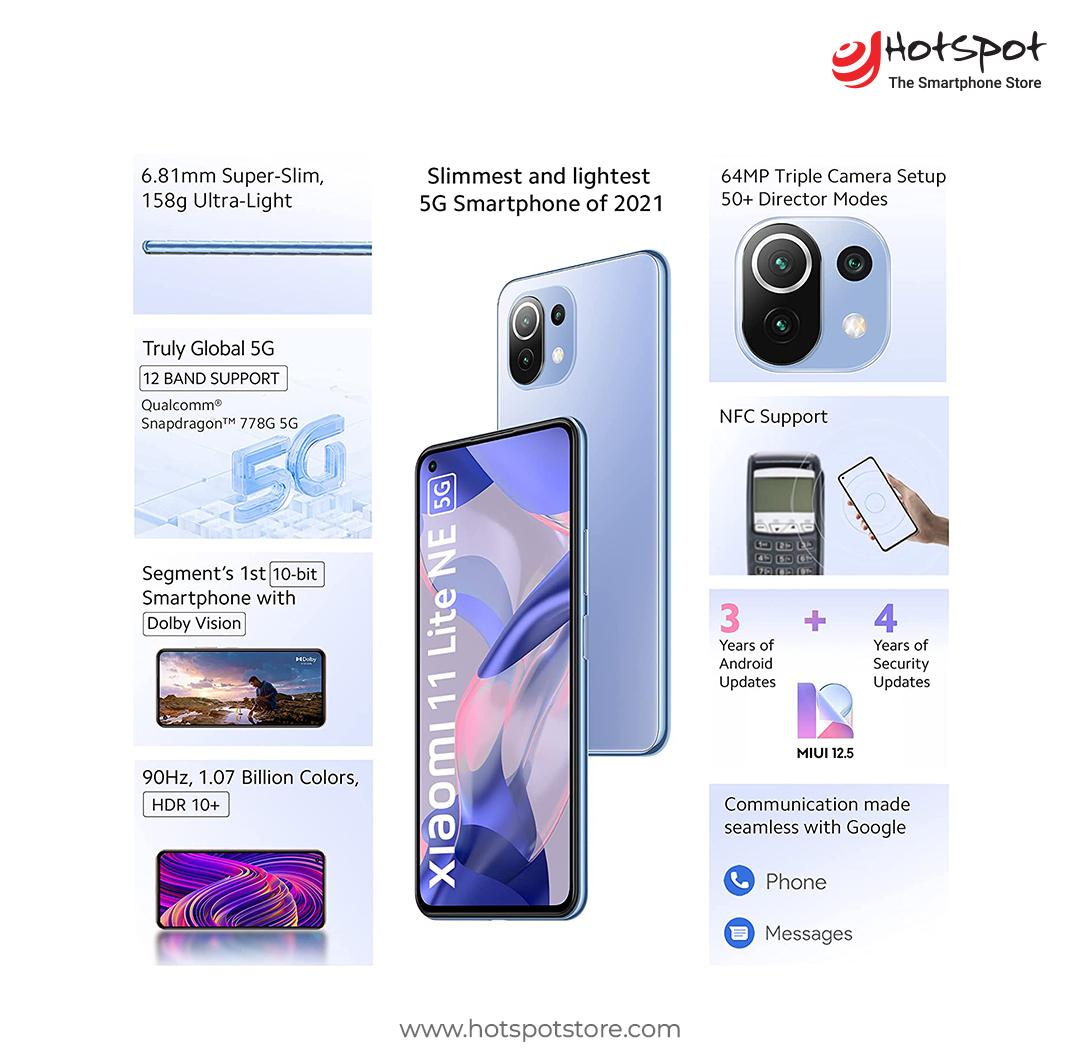 HOTSPOT
The Smartphone Store
6.81mm Super-Slim,
158g Ultra-Light
Slimmest and lightest
5G Smartphone of 2021
64MP Triple Camera Setup
50+ Director Modes
Truly Global 5G
12 BAND SUPPORT
Qualcomm®
Snapdragon™ 778G 5G
5G
NFC Support
Xiaomi 11 Lite NE 5G
Segment's 1st 10-bit
Smartphone with
Dolby Vision
Dolby
3 + 4
Years of Android Updates
Years of Security Updates
MIUI 12.5
90Hz, 1.07 Billion Colors,
HDR 10+
Communication made
seamless with Google
Phone
Messages
www.hotspotstore.com